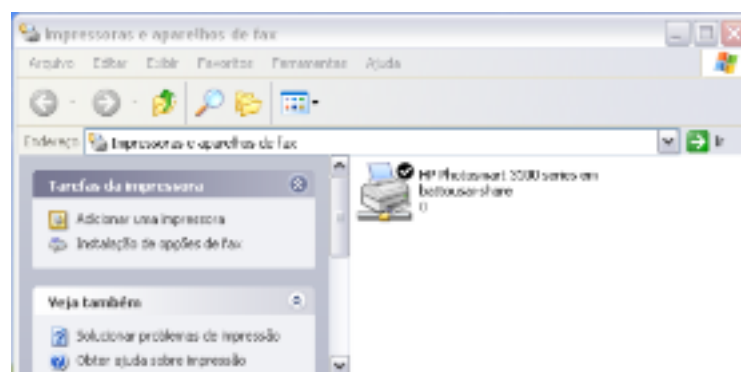 Impressoras e aparelhos de fax
Arquivo Editar Exibir Favoritos Ferramentas Ajuda
Endereço Impressoras e aparelhos de fax Ir
Tarefas da impressora
Adicionar uma impressora
Instalação de opções de fax
Veja também
Solucionar problemas de impressão
Obter ajuda sobre impressão
HP Photosmart 3300 series em
battousai-share
0